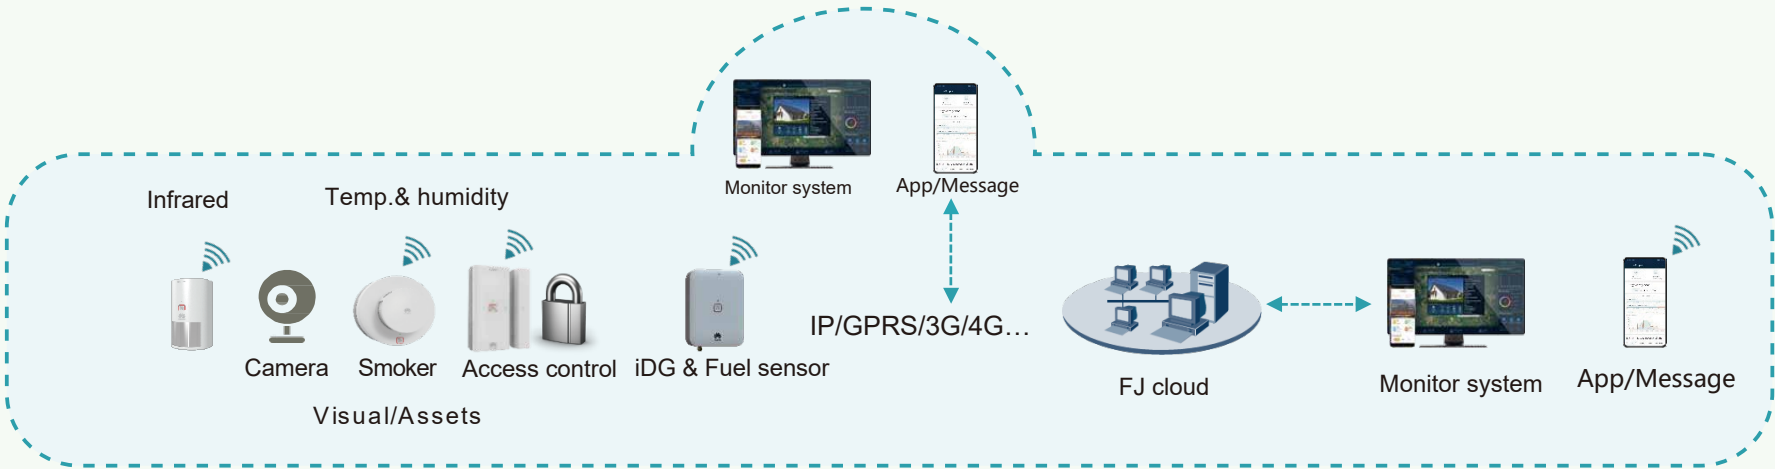 Monitor system
App/Message
Infrared
Temp.& humidity
IP/GPRS/3G/4G…
Camera
Smoker
Access control
iDG & Fuel sensor
FJ cloud
Monitor system
App/Message
Visual/Assets